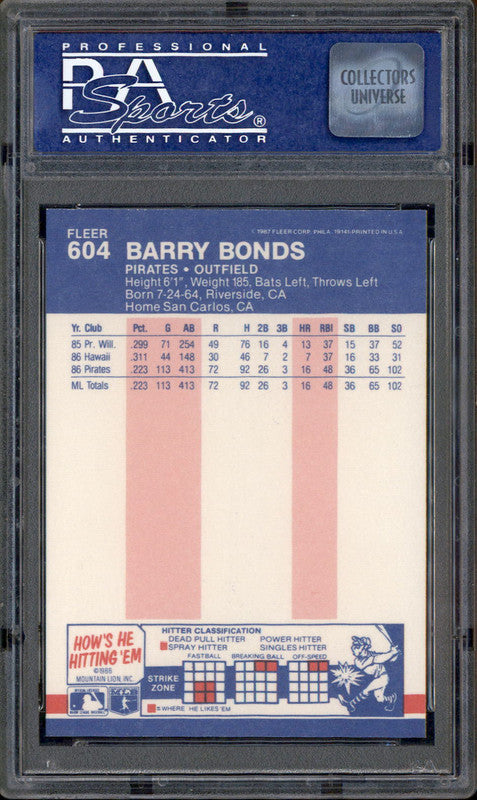 PROFESSIONAL
PSA
Sports®
AUTHENTICATOR
COLLECTORS
UNIVERSE
FLEER
©1987 FLEER CORP. PHILA. 19141-PRINTED IN U.S.A.
604 BARRY BONDS
PIRATES • OUTFIELD
Height 6'1", Weight 185, Bats Left, Throws Left
Born 7-24-64, Riverside, CA
Home San Carlos, CA
Yr. Club Pct. G AB R H 2B 3B HR RBI SB BB SO
85 Pr. Will. .299 71 254 49 76 16 4 13 37 15 37 52
86 Hawaii .311 44 148 30 46 7 2 7 37 16 33 31
86 Pirates .223 113 413 72 92 26 3 16 48 36 65 102
ML Totals .223 113 413 72 92 26 3 16 48 36 65 102
HOW'S HE
HITTING 'EM
©1986
MOUNTAIN LION, INC.
HITTER CLASSIFICATION
DEAD PULL HITTER POWER HITTER
SPRAY HITTER SINGLES HITTER
FASTBALL BREAKING BALL OFF-SPEED
STRIKE
ZONE
= WHERE HE LIKES 'EM